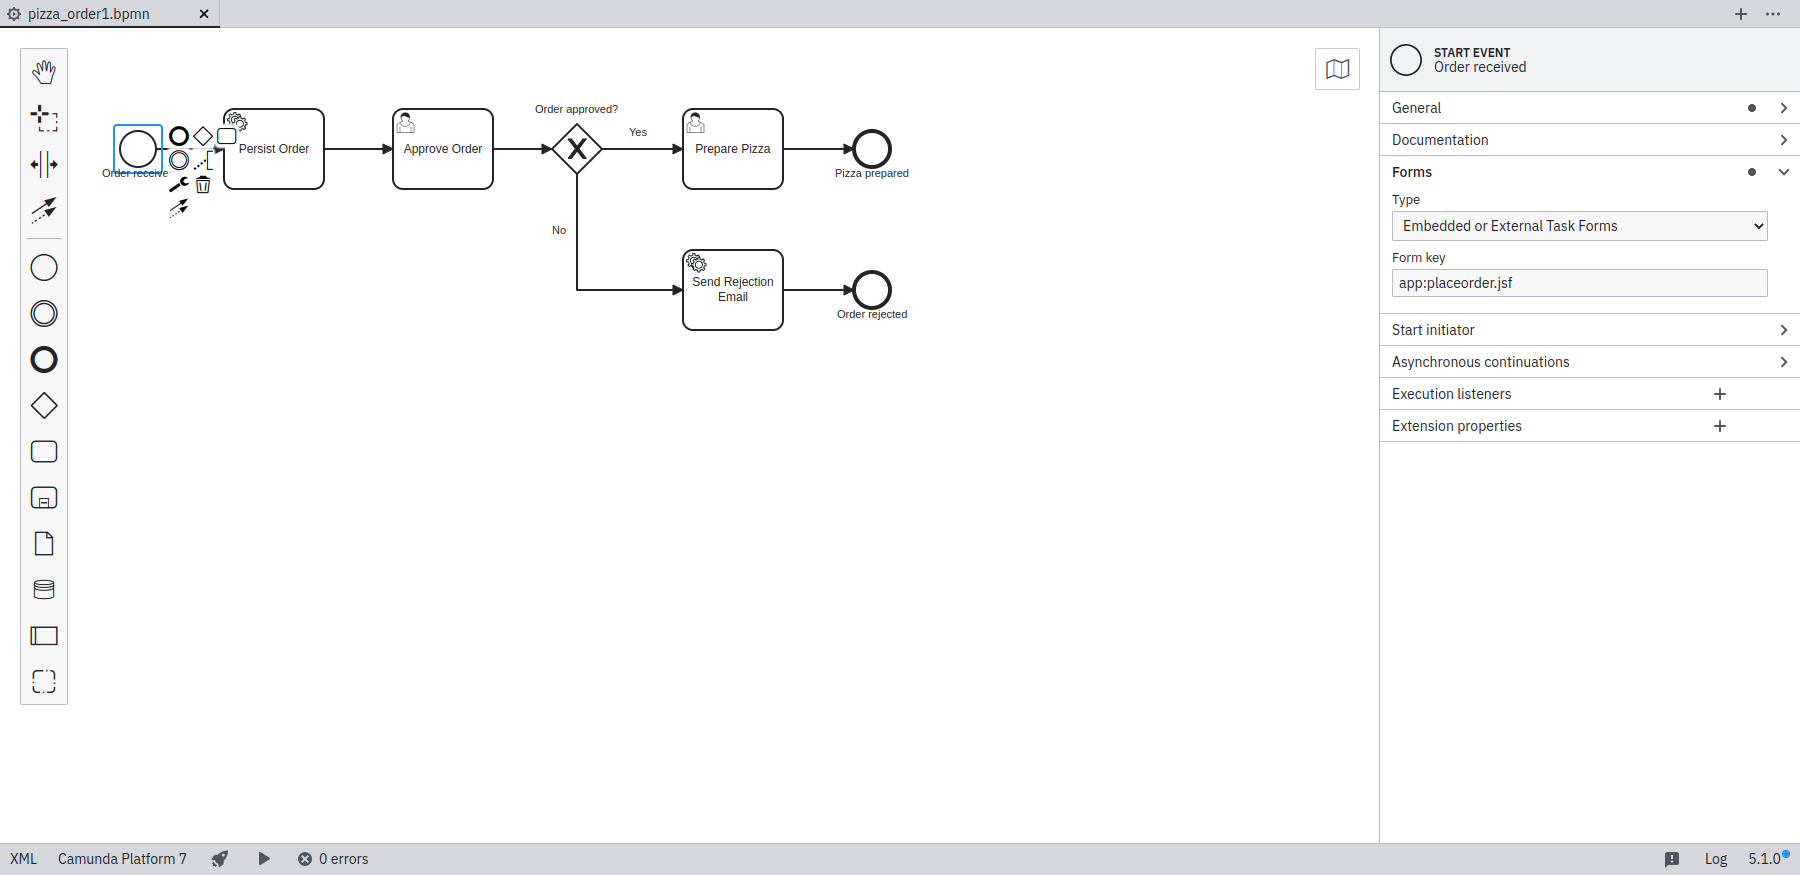 pizza_order1.bpmn
Order receive
Persist Order
Approve Order
Order approved?
Yes
No
Prepare Pizza
Pizza prepared
Send Rejection
Email
Order rejected
START EVENT
Order received
General
Documentation
Forms
Type
Embedded or External Task Forms
Form key
app:placeorder.jsf
Start initiator
Asynchronous continuations
Execution listeners
Extension properties
XML Camunda Platform 7 0 errors Log 5.1.0